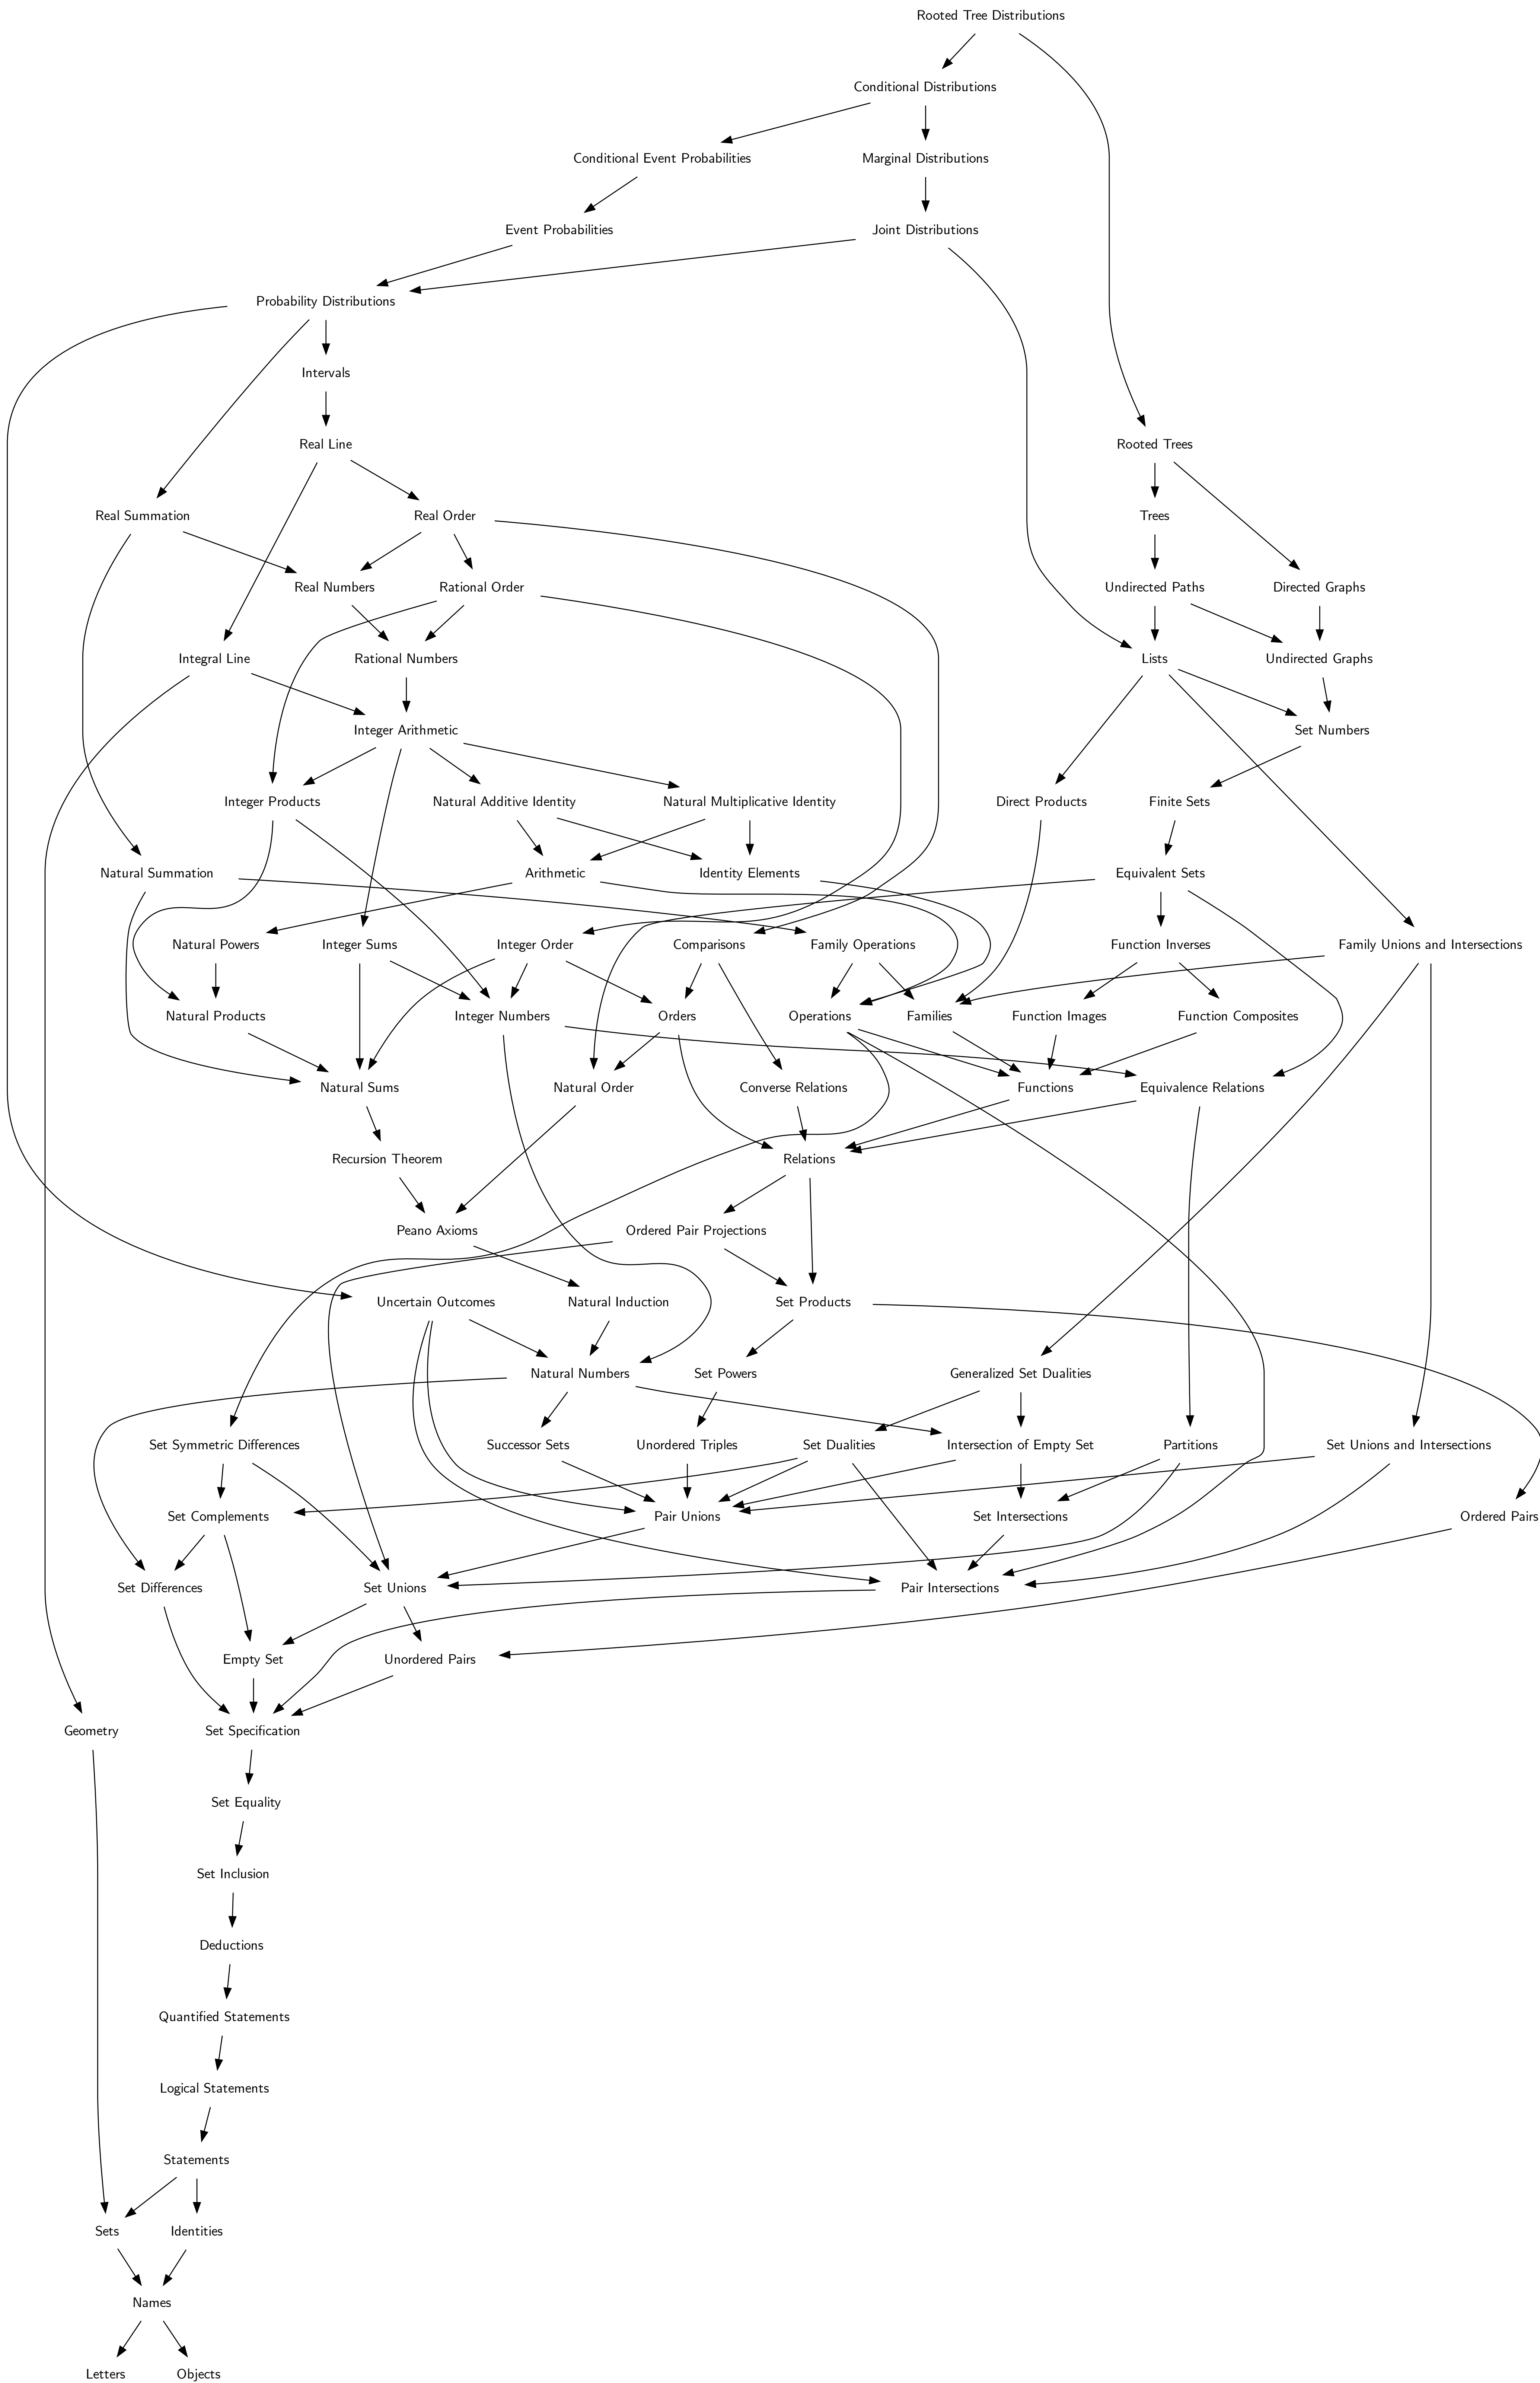 Rooted Tree Distributions
Conditional Distributions
Conditional Event Probabilities
Marginal Distributions
Event Probabilities
Joint Distributions
Probability Distributions
Intervals
Real Line
Rooted Trees
Real Summation
Real Order
Trees
Real Numbers
Rational Order
Undirected Paths
Directed Graphs
Integral Line
Rational Numbers
Lists
Undirected Graphs
Integer Arithmetic
Set Numbers
Integer Products
Natural Additive Identity
Natural Multiplicative Identity
Direct Products
Finite Sets
Natural Summation
Arithmetic
Identity Elements
Equivalent Sets
Natural Powers
Integer Sums
Integer Order
Comparisons
Family Operations
Function Inverses
Family Unions and Intersections
Natural Products
Integer Numbers
Orders
Operations
Families
Function Images
Function Composites
Natural Sums
Natural Order
Converse Relations
Functions
Equivalence Relations
Recursion Theorem
Relations
Peano Axioms
Ordered Pair Projections
Uncertain Outcomes
Natural Induction
Set Products
Natural Numbers
Set Powers
Generalized Set Dualities
Set Symmetric Differences
Successor Sets
Unordered Triples
Set Dualities
Intersection of Empty Set
Partitions
Set Unions and Intersections
Set Complements
Pair Unions
Set Intersections
Ordered Pairs
Set Differences
Set Unions
Pair Intersections
Empty Set
Unordered Pairs
Geometry
Set Specification
Set Equality
Set Inclusion
Deductions
Quantified Statements
Logical Statements
Statements
Sets
Identities
Names
Letters
Objects